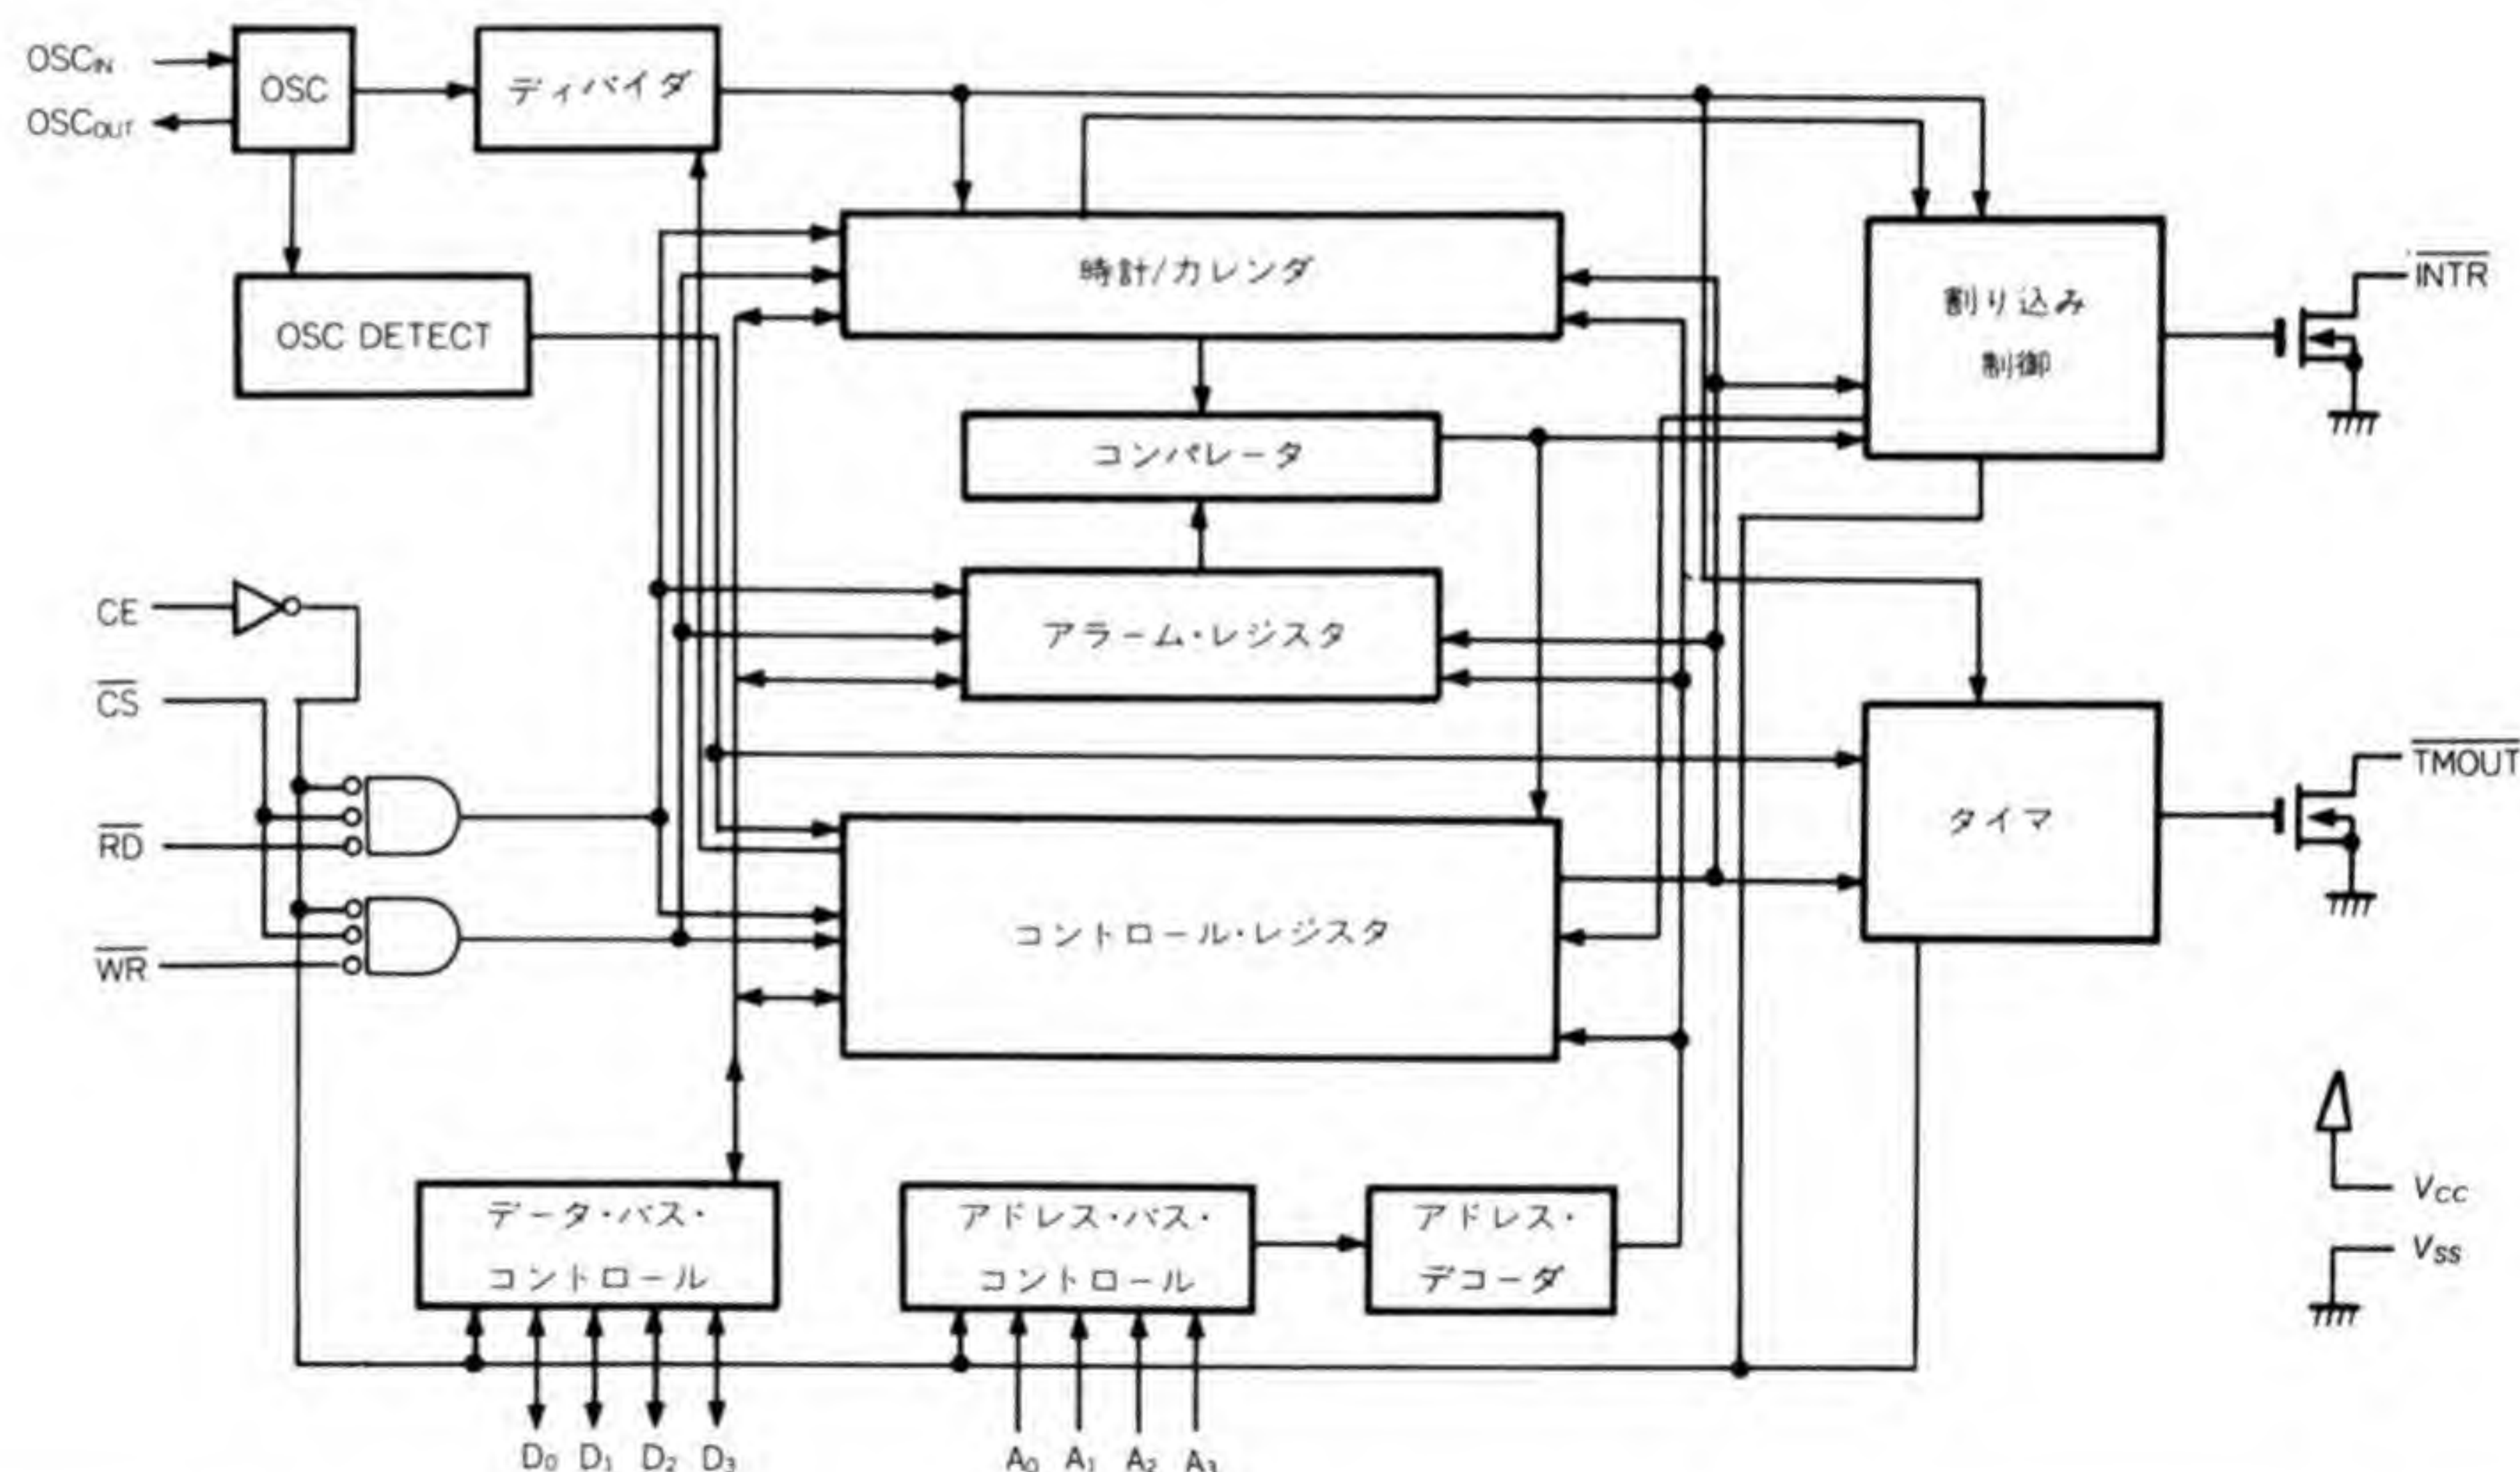 OSCIN
OSCOUT
OSC
ディバイダ
OSC DETECT
時計/カレンダ
割り込み
制御
INTR
コンパレータ
CE
CS
アラーム・レジスタ
RD
WR
コントロール・レジスタ
タイマ
TMOUT
データ・バス・
コントロール
アドレス・バス・
コントロール
アドレス・
デコーダ
VCC
VSS
D0 D1 D2 D3
A0 A1 A2 A3